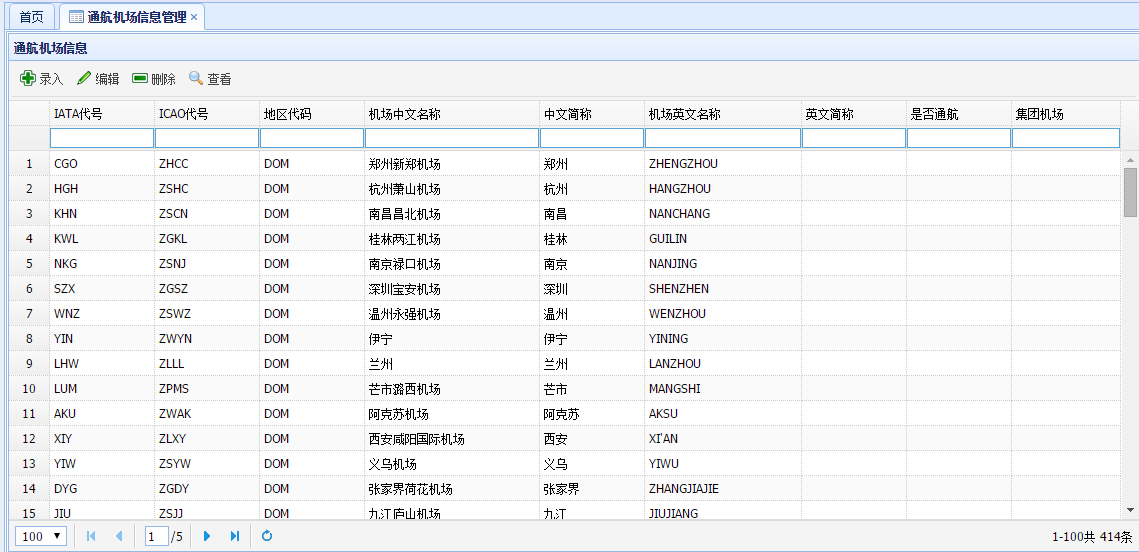 首页 通航机场信息管理 ×
通航机场信息
录入 编辑 删除 查看
IATA代号 ICAO代号 地区代码 机场中文名称 中文简称 机场英文名称 英文简称 是否通航 集团机场
1 CGO ZHCC DOM 郑州新郑机场 郑州 ZHENGZHOU
2 HGH ZSHC DOM 杭州萧山机场 杭州 HANGZHOU
3 KHN ZSCN DOM 南昌昌北机场 南昌 NANCHANG
4 KWL ZGKL DOM 桂林两江机场 桂林 GUILIN
5 NKG ZSNJ DOM 南京禄口机场 南京 NANJING
6 SZX ZGSZ DOM 深圳宝安机场 深圳 SHENZHEN
7 WNZ ZSWZ DOM 温州永强机场 温州 WENZHOU
8 YIN ZWYN DOM 伊宁 伊宁 YINING
9 LHW ZLLL DOM 兰州 兰州 LANZHOU
10 LUM ZPMS DOM 芒市潞西机场 芒市 MANGSHI
11 AKU ZWAK DOM 阿克苏机场 阿克苏 AKSU
12 XIY ZLXY DOM 西安咸阳国际机场 西安 XI'AN
13 YIW ZSYW DOM 义乌机场 义乌 YIWU
14 DYG ZGDY DOM 张家界荷花机场 张家界 ZHANGJIAJIE
15 JIU ZSJJ DOM 九江庐山机场 九江 JIUJIANG
100 1 /5 1-100共 414条